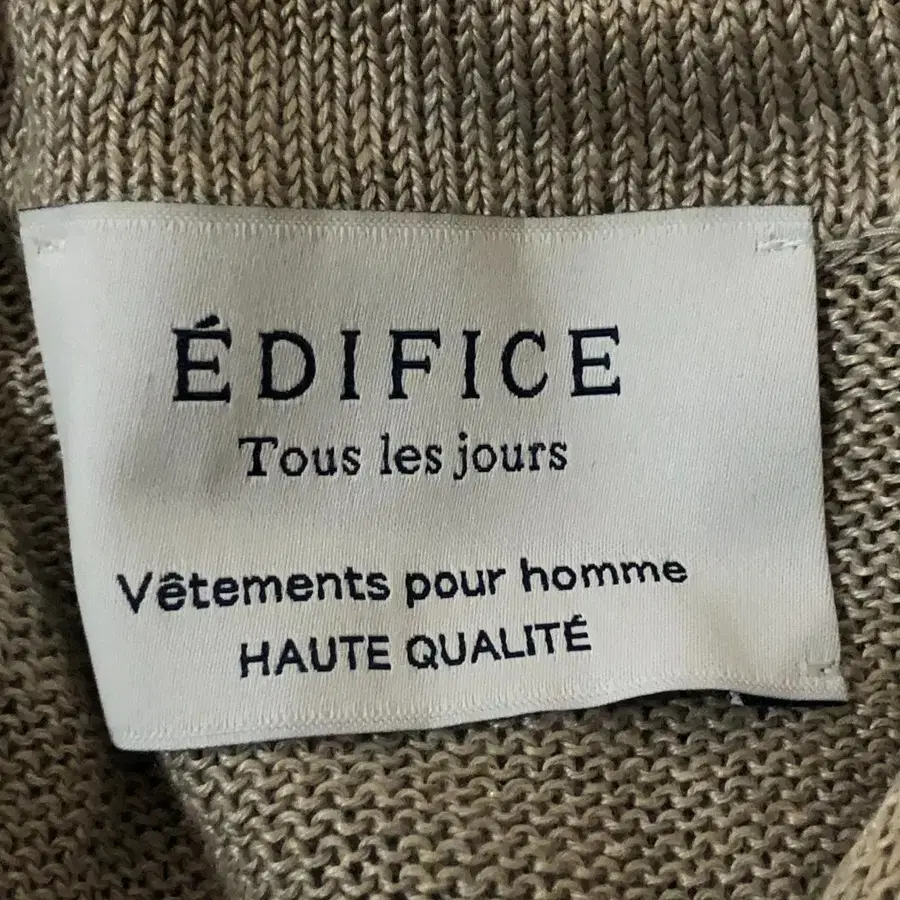 ÉDIFICE
Tous les jours
Vêtements pour homme
HAUTE QUALITÉ